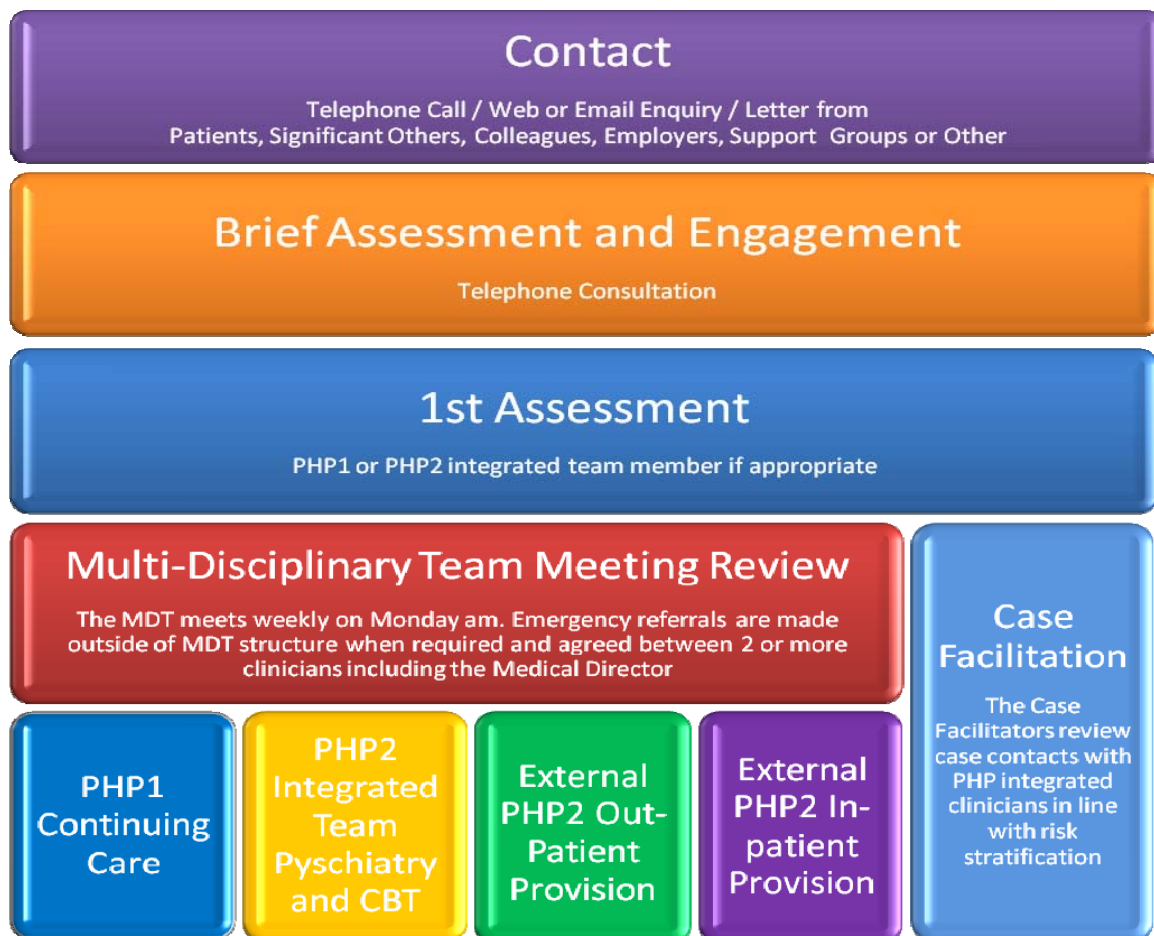 Contact
Telephone Call / Web or Email Enquiry / Letter from
Patients, Significant Others, Colleagues, Employers, Support Groups or Other
Brief Assessment and Engagement
Telephone Consultation
1st Assessment
PHP1 or PHP2 integrated team member if appropriate
Multi-Disciplinary Team Meeting Review
The MDT meets weekly on Monday am. Emergency referrals are made
outside of MDT structure when required and agreed between 2 or more
clinicians including the Medical Director
Case
Facilitation
The Case
Facilitators review
case contacts with
PHP integrated
clinicians in line
with risk
stratification
PHP1
Continuing
Care
PHP2
Integrated
Team
Pyschiatry
and CBT
External
PHP2 Out-
Patient
Provision
External
PHP2 In-
patient
Provision